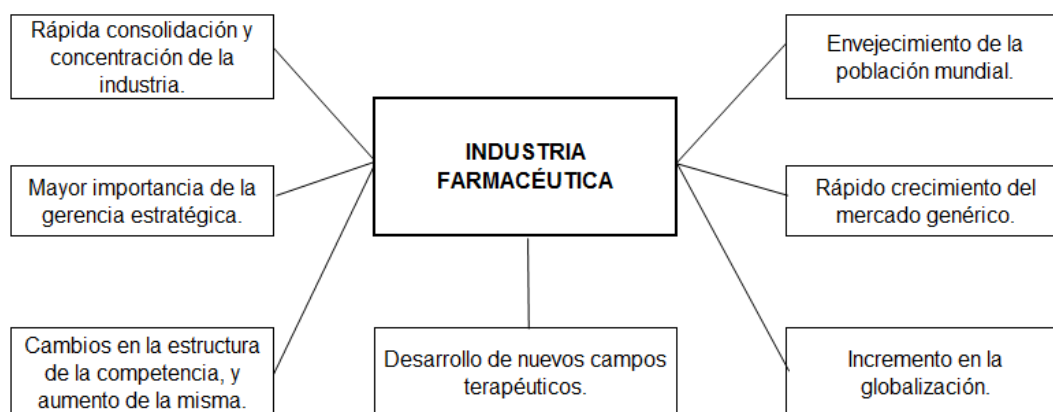 Rápida consolidación y
concentración de la
industria.
Envejecimiento de la
población mundial.
INDUSTRIA
FARMACÉUTICA
Mayor importancia de la
gerencia estratégica.
Rápido crecimiento del
mercado genérico.
Cambios en la estructura
de la competencia, y
aumento de la misma.
Desarrollo de nuevos campos
terapéuticos.
Incremento en la
globalización.